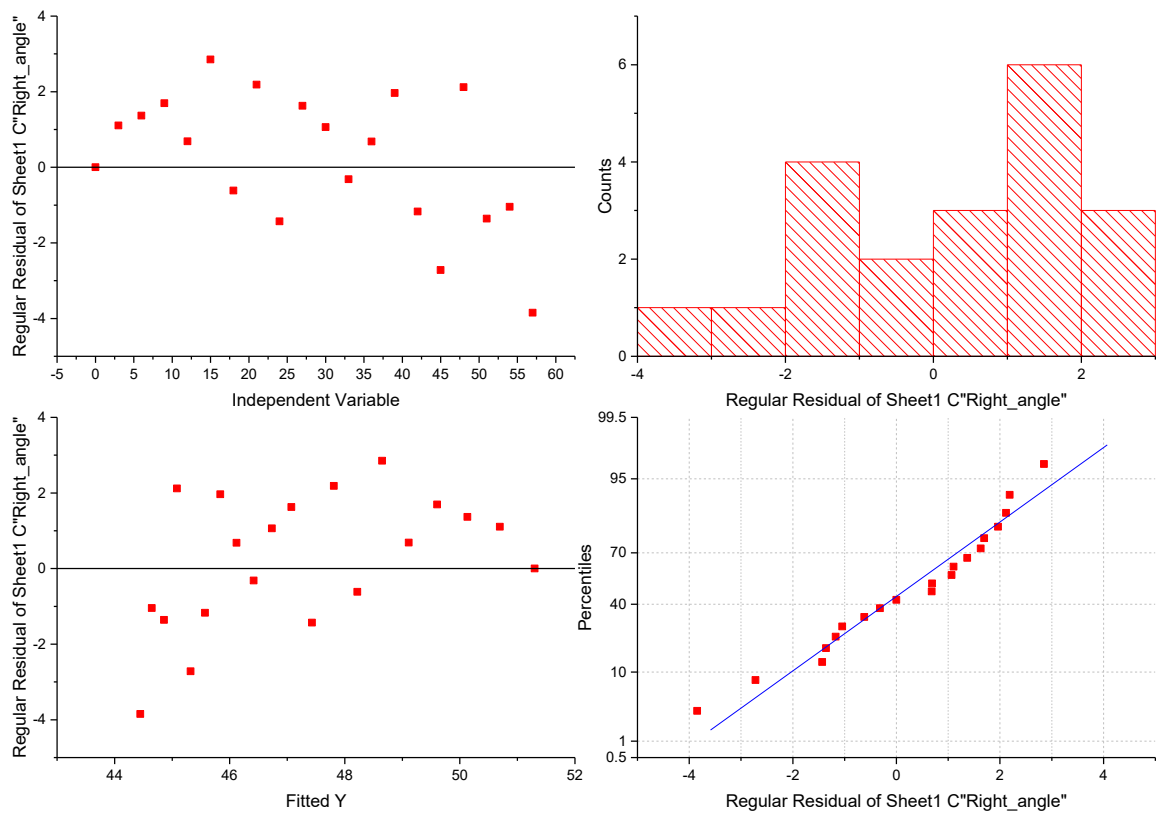 Regular Residual of Sheet1 C"Right_angle"
4
2
0
-2
-4
-5 0 5 10 15 20 25 30 35 40 45 50 55 60
Independent Variable
Counts
6
4
2
0
-4 -2 0 2
Regular Residual of Sheet1 C"Right_angle"
Regular Residual of Sheet1 C"Right_angle"
4
2
0
-2
-4
44 46 48 50 52
Fitted Y
Percentiles
99.5
95
70
40
10
1
0.5
-4 -2 0 2 4
Regular Residual of Sheet1 C"Right_angle"